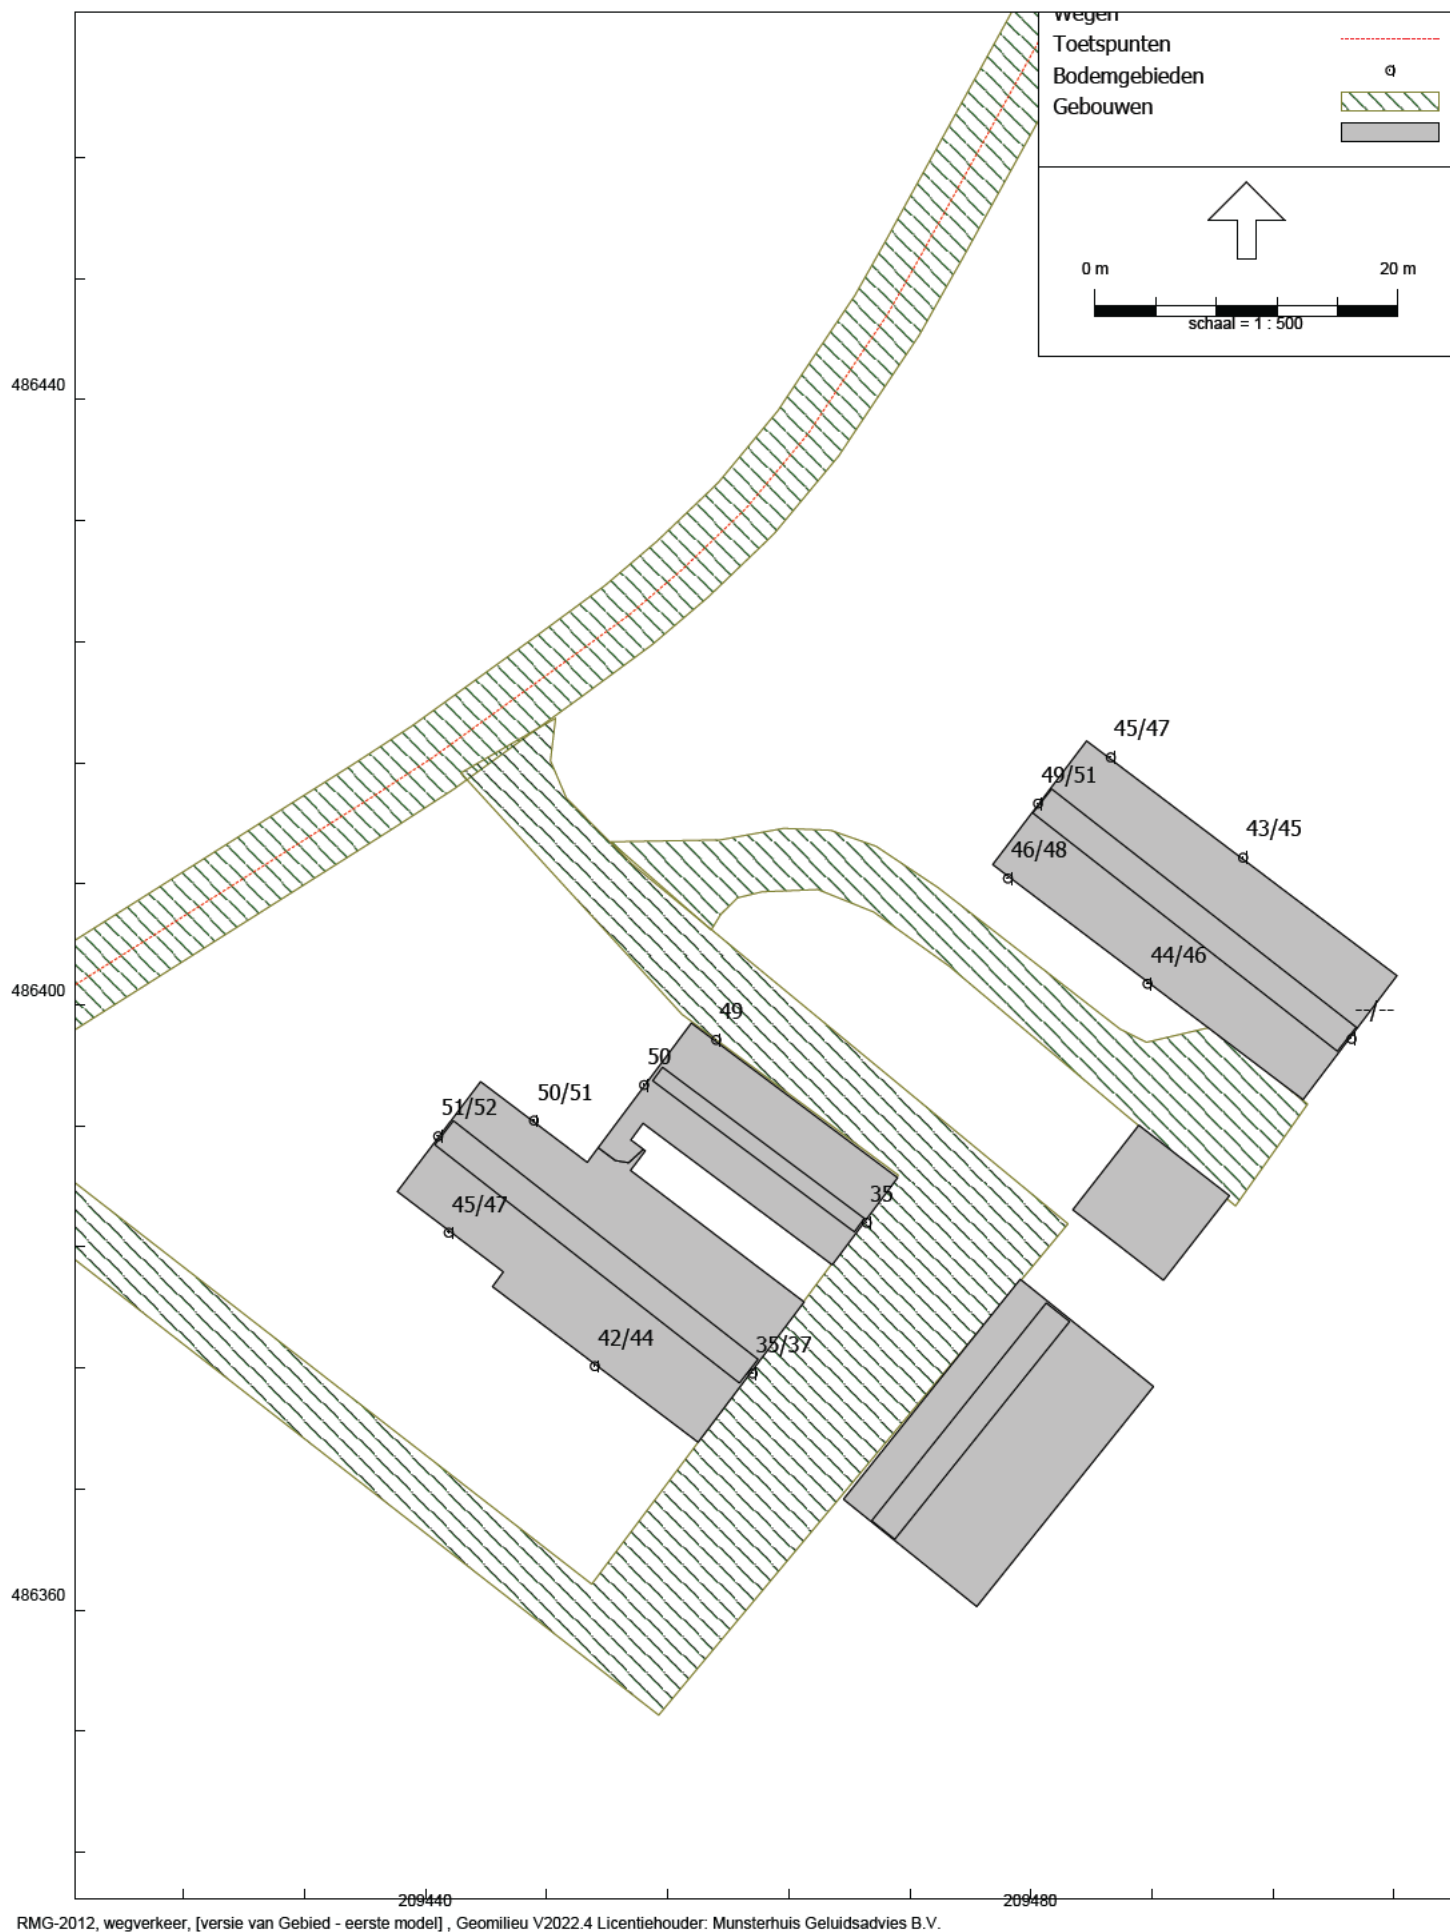 Wegen
Toetspunten
Bodemgebieden
Gebouwen
0 m 20 m
schaal = 1 : 500
486440
45/47
49/51
43/45
46/48
44/46
486400
--/--
49
50
50/51
51/52
35
45/47
42/44
35/37
486360
209440 209480
RMG-2012, wegverkeer, [versie van Gebied - eerste model] , Geomilieu V2022.4 Licentiehouder: Munsterhuis Geluidsadvies B.V.